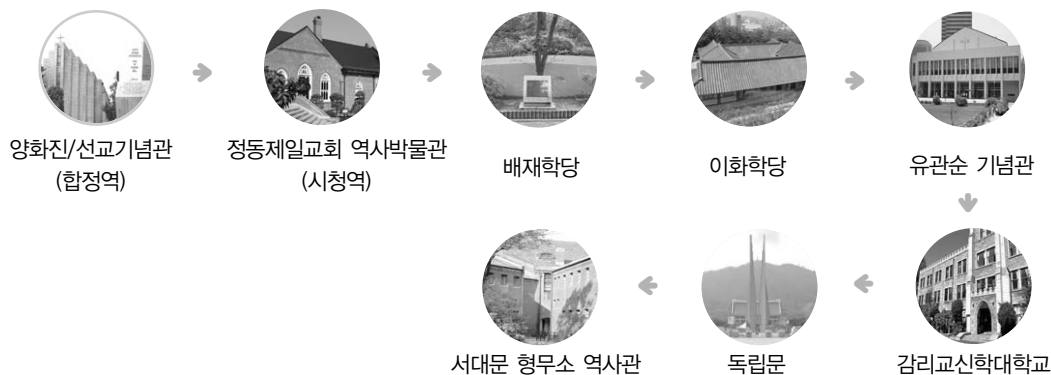 양화진/선교기념관
(합정역)
정동제일교회 역사박물관
(시청역)
배재학당
이화학당
유관순 기념관
감리교신학대학교
독립문
서대문 형무소 역사관